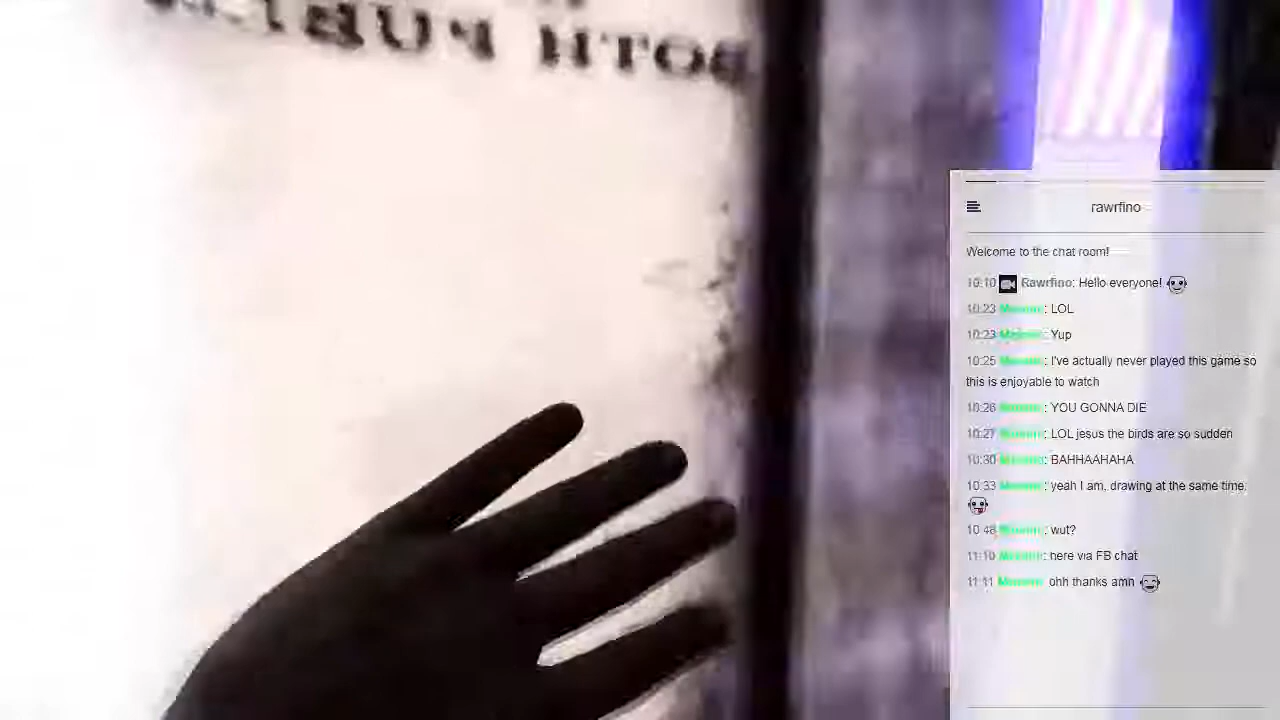 BOTH PUB
rawrfino
Welcome to the chat room!
10:10 Rawrfino: Hello everyone!
10:23 : LOL
10:23 : Yup
10:25 : I've actually never played this game so
this is enjoyable to watch
10:26 : YOU GONNA DIE
10:27 : LOL jesus the birds are so sudden
10:30 : BAHHAAHAHA
10:33 : yeah I am, drawing at the same time.
10:48 : wut?
11:10 : here via FB chat
11:11 ohh thanks amn